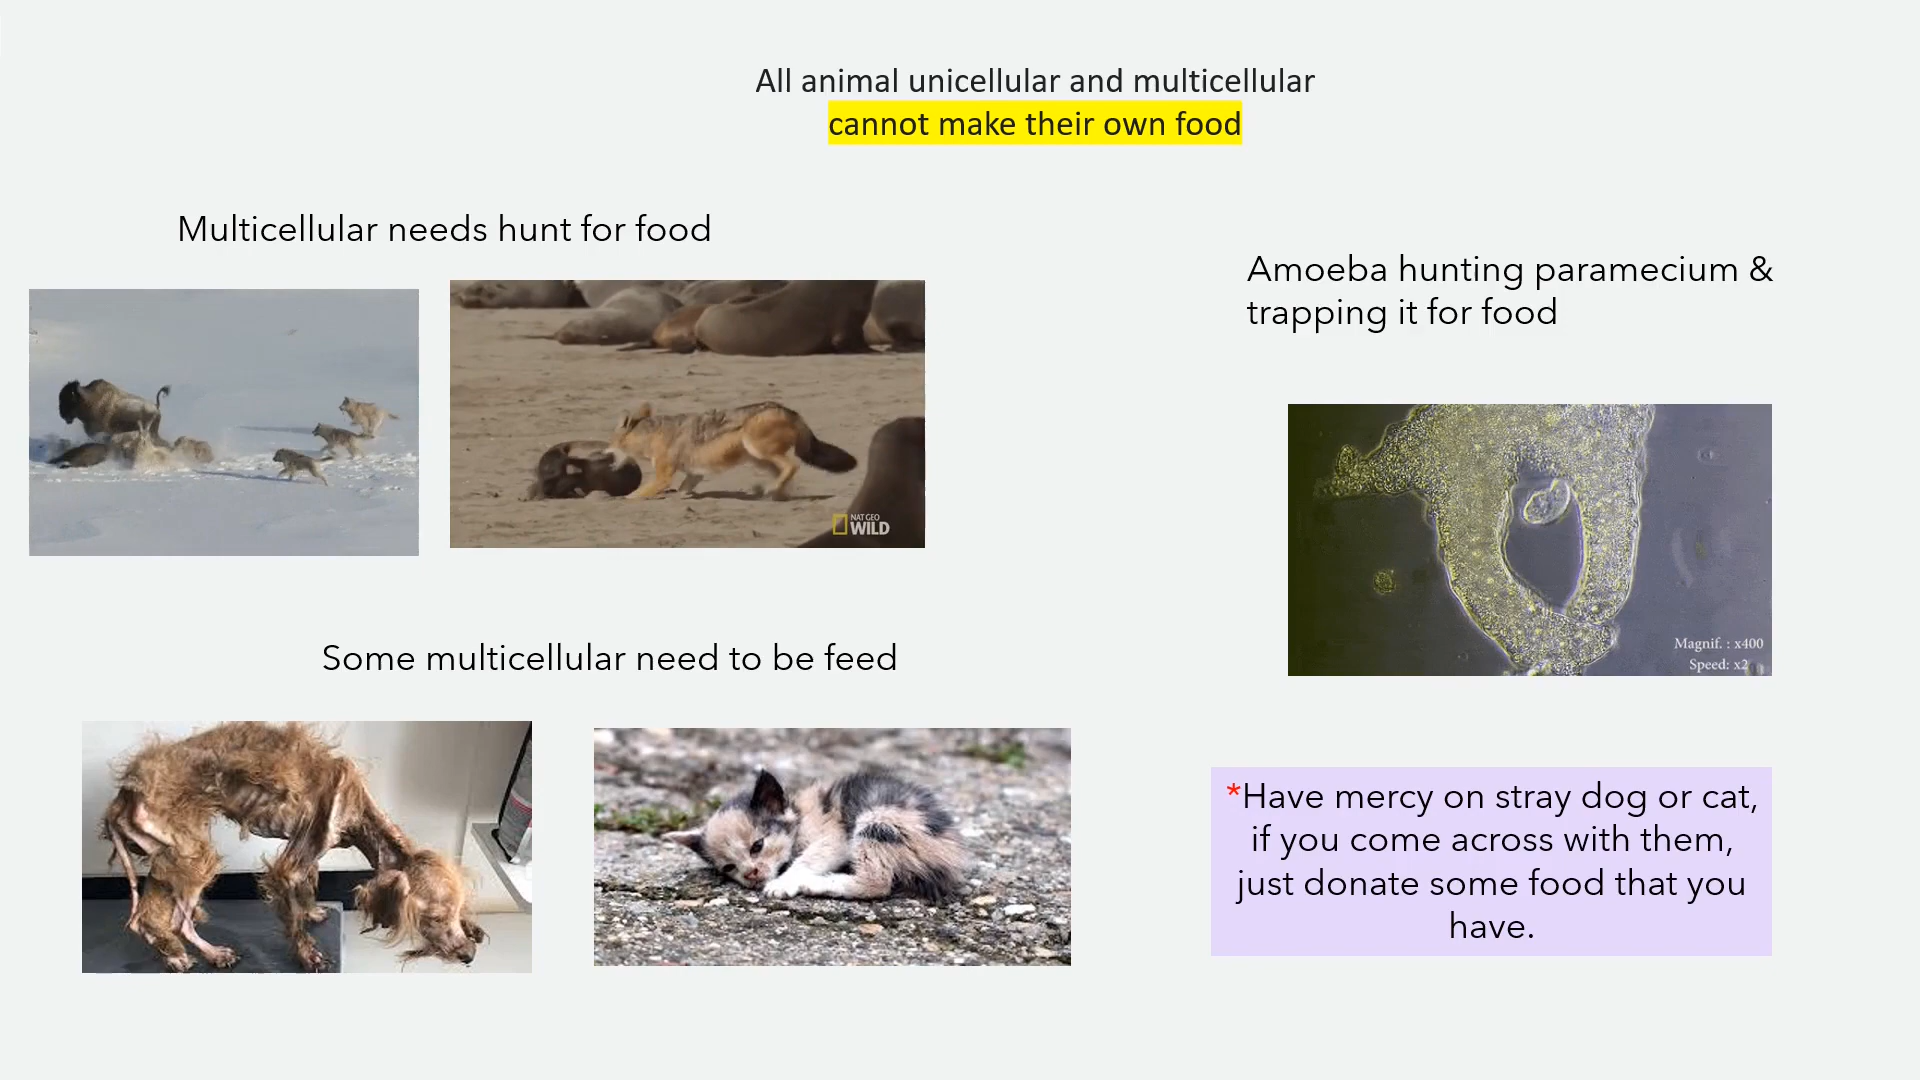 All animal unicellular and multicellular
cannot make their own food
Multicellular needs hunt for food
Amoeba hunting paramecium &
trapping it for food
NAT GEO
WILD
Magnif. : x400
Speed: x2
Some multicellular need to be feed
*Have mercy on stray dog or cat,
if you come across with them,
just donate some food that you
have.